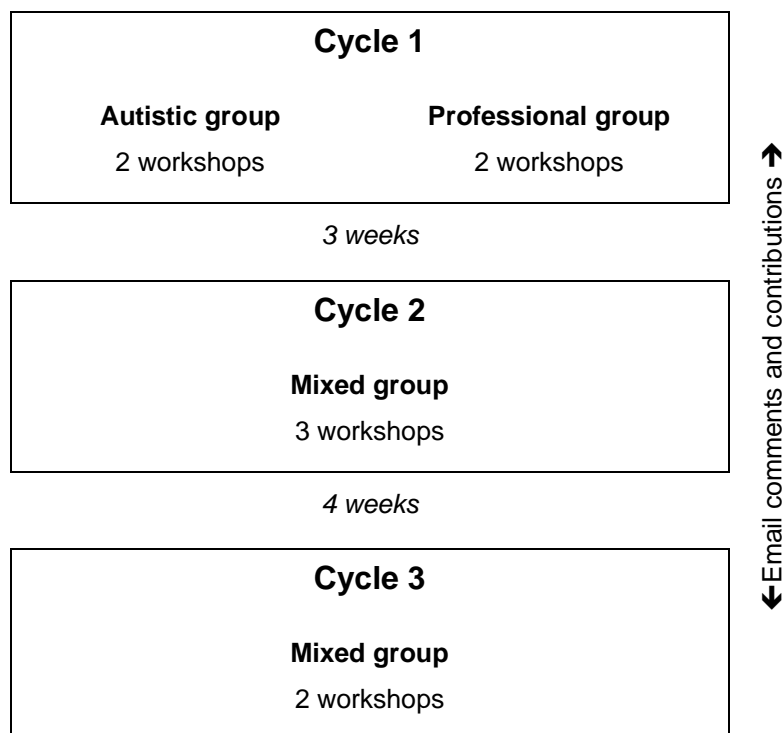 Cycle 1
Autistic group Professional group
2 workshops 2 workshops
3 weeks
Cycle 2
Mixed group
3 workshops
4 weeks
Cycle 3
Mixed group
2 workshops
←Email comments and contributions →